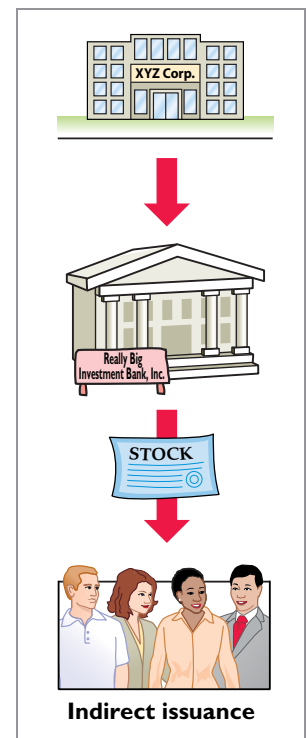 XYZ Corp.
Really Big
Investment Bank, Inc.
STOCK
Indirect issuance